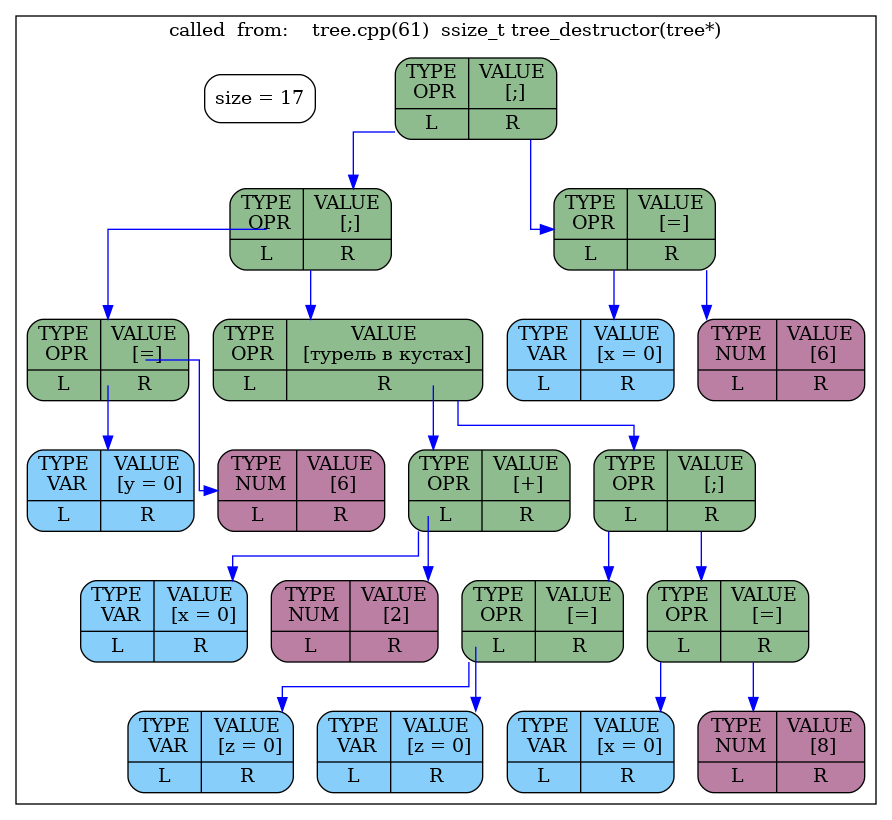 called from: tree.cpp(61) ssize_t tree_destructor(tree*)
size = 17
TYPE VALUE
OPR [;]
L R
TYPE VALUE
OPR [;]
L R
TYPE VALUE
OPR [=]
L R
TYPE VALUE
OPR [=]
L R
TYPE VALUE
OPR [турель в кустах]
L R
TYPE VALUE
VAR [x = 0]
L R
TYPE VALUE
NUM [6]
L R
TYPE VALUE
VAR [y = 0]
L R
TYPE VALUE
NUM [6]
L R
TYPE VALUE
OPR [+]
L R
TYPE VALUE
OPR [;]
L R
TYPE VALUE
VAR [x = 0]
L R
TYPE VALUE
NUM [2]
L R
TYPE VALUE
OPR [=]
L R
TYPE VALUE
OPR [=]
L R
TYPE VALUE
VAR [z = 0]
L R
TYPE VALUE
VAR [z = 0]
L R
TYPE VALUE
VAR [x = 0]
L R
TYPE VALUE
NUM [8]
L R